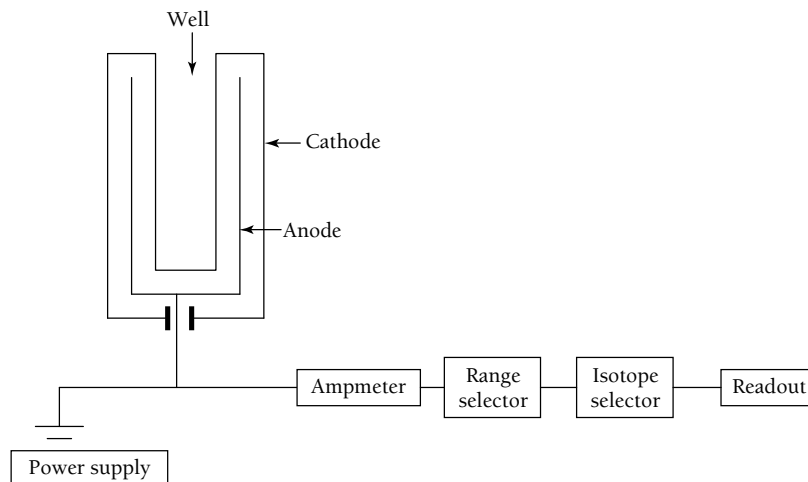 Well
Cathode
Anode
Ampmeter
Range
selector
Isotope
selector
Readout
Power supply